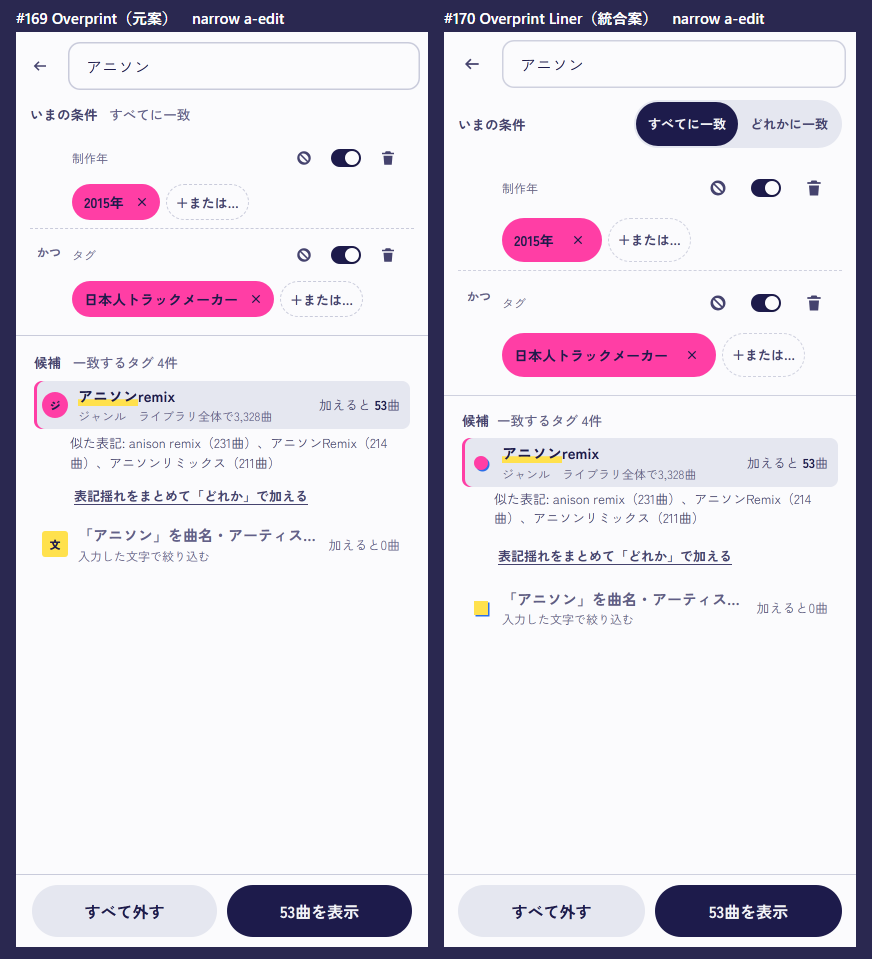 #169 Overprint（元案） narrow a-edit
アニソン
いまの条件 すべてに一致
制作年
2015年 × ＋または…
かつ タグ
日本人トラックメーカー × ＋または…
候補 一致するタグ 4件
ジ アニソンremix 加えると 53曲
ジャンル ライブラリ全体で3,328曲
似た表記: anison remix（231曲）、アニソンRemix（214
曲）、アニソンリミックス（211曲）
表記揺れをまとめて「どれか」で加える
文 「アニソン」を曲名・アーティス… 加えると0曲
入力した文字で絞り込む
すべて外す 53曲を表示
#170 Overprint Liner（統合案） narrow a-edit
アニソン
いまの条件 すべてに一致 どれかに一致
制作年
2015年 × ＋または…
かつ タグ
日本人トラックメーカー × ＋または…
候補 一致するタグ 4件
アニソンremix 加えると 53曲
ジャンル ライブラリ全体で3,328曲
似た表記: anison remix（231曲）、アニソンRemix（214
曲）、アニソンリミックス（211曲）
表記揺れをまとめて「どれか」で加える
「アニソン」を曲名・アーティス… 加えると0曲
入力した文字で絞り込む
すべて外す 53曲を表示